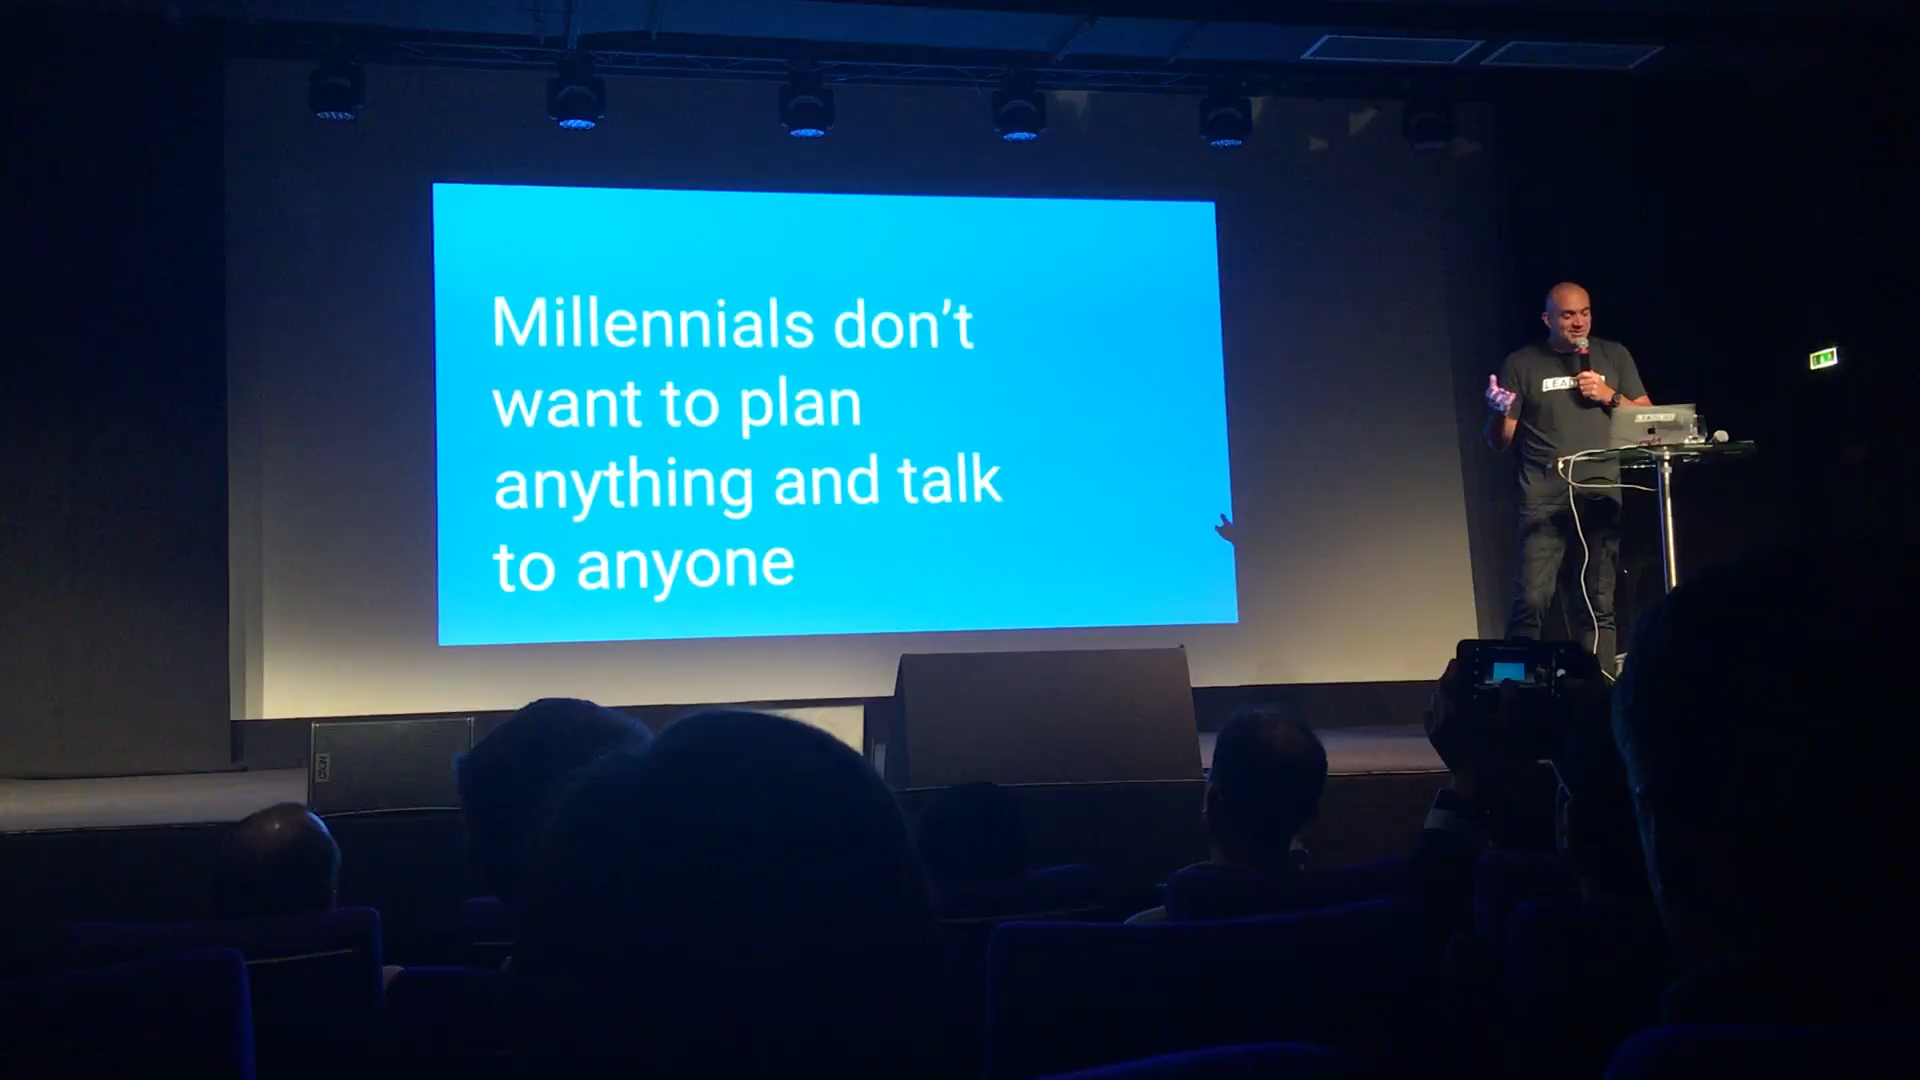 Millennials don't
want to plan
anything and talk
to anyone